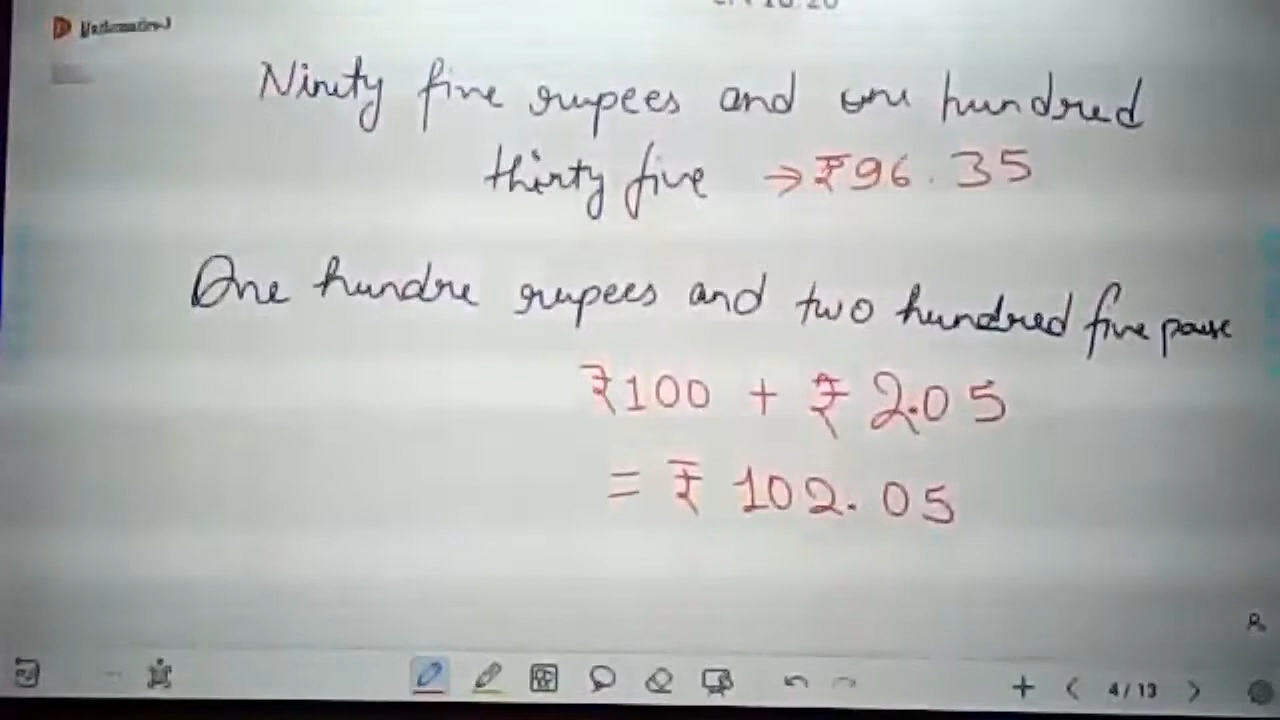 Ninety five rupees and one hundred
thirty five → ₹96.35
One hundre rupees and two hundred five paise
₹100 + ₹ 2.05
= ₹ 102.05
4/13